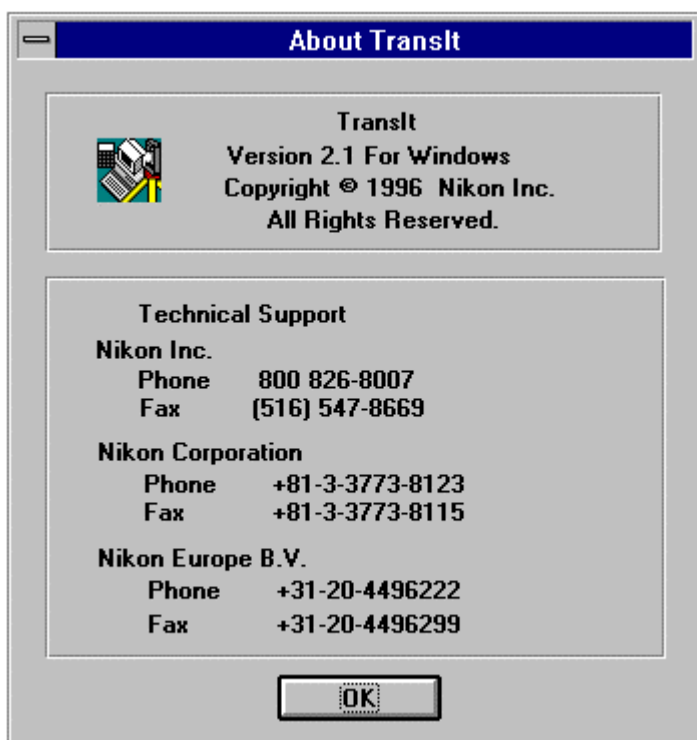 About TransIt
TransIt
Version 2.1 For Windows
Copyright © 1996 Nikon Inc.
All Rights Reserved.
Technical Support
Nikon Inc.
Phone 800 826-8007
Fax (516) 547-8669
Nikon Corporation
Phone +81-3-3773-8123
Fax +81-3-3773-8115
Nikon Europe B.V.
Phone +31-20-4496222
Fax +31-20-4496299
OK